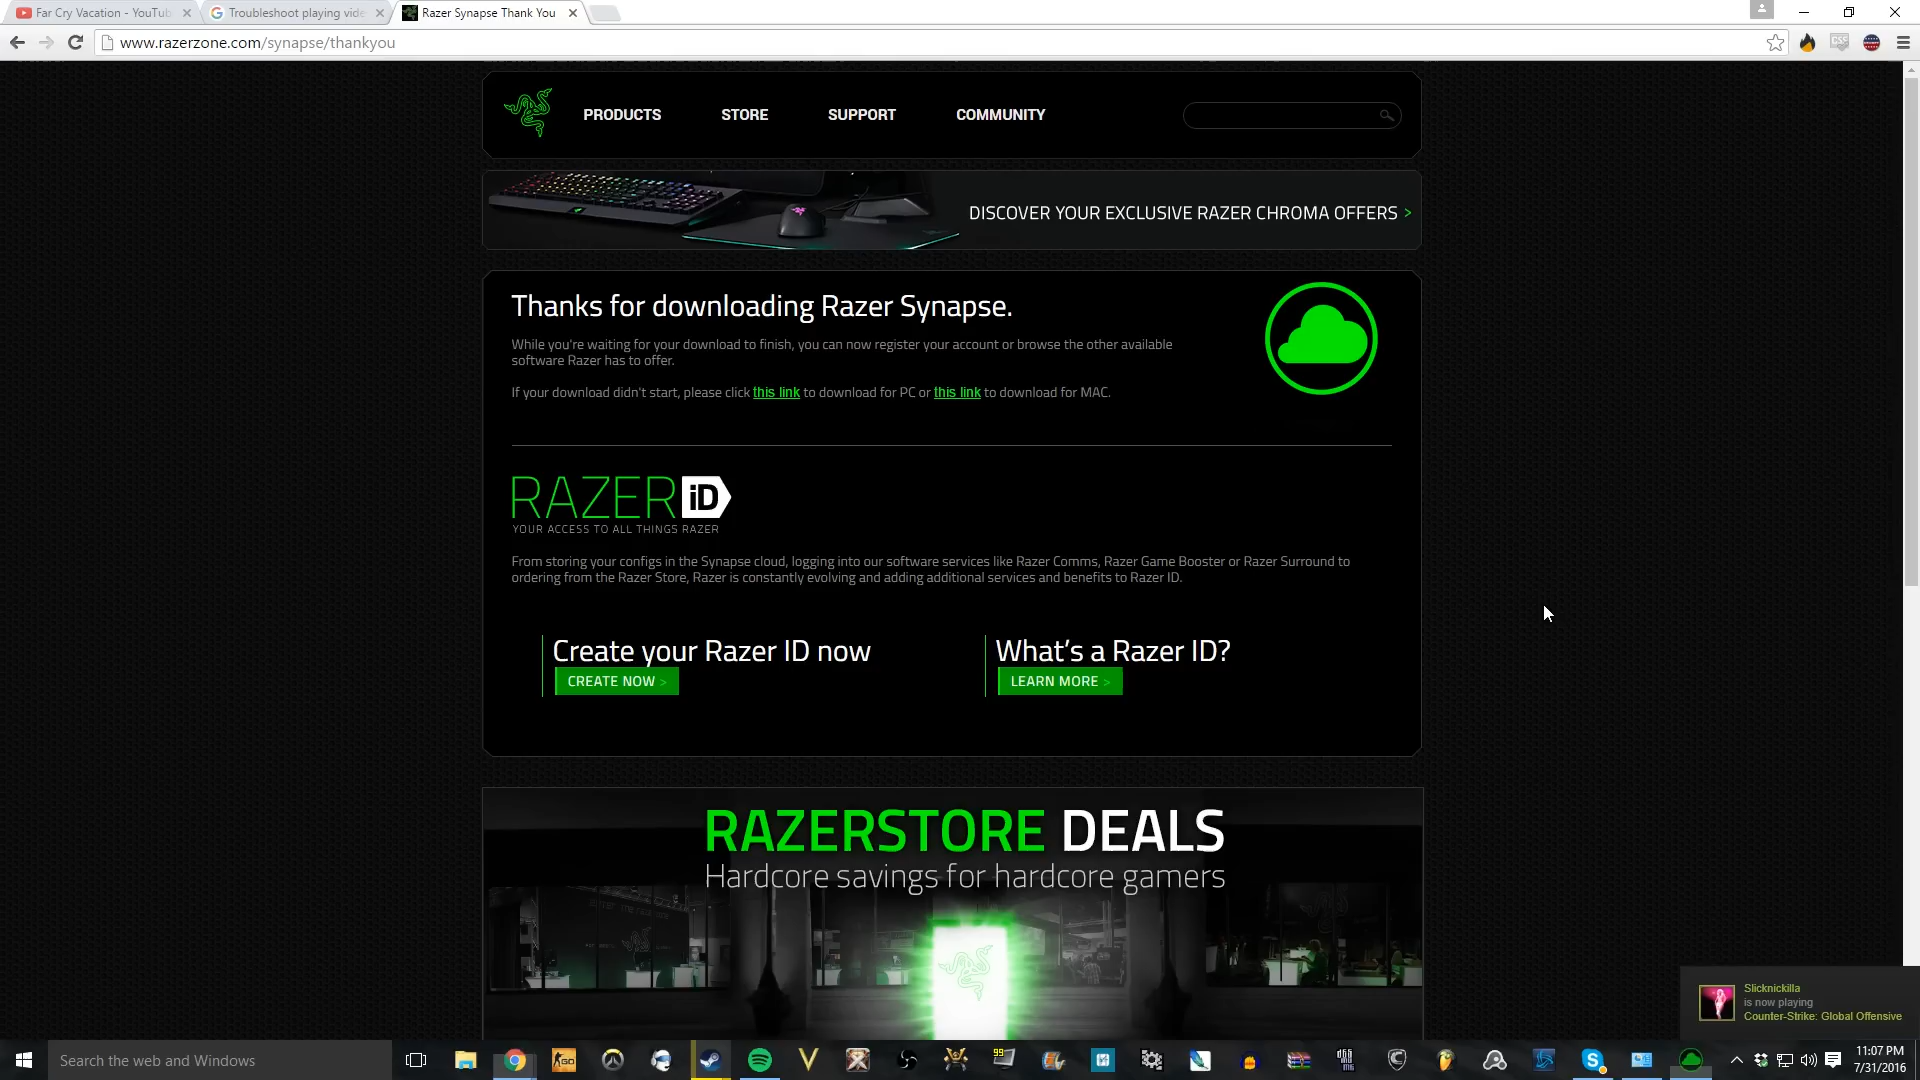 Far Cry Vacation - YouTub
Troubleshoot playing vide
Razer Synapse Thank You
www.razerzone.com/synapse/thankyou
PRODUCTS
STORE
SUPPORT
COMMUNITY
DISCOVER YOUR EXCLUSIVE RAZER CHROMA OFFERS >
Thanks for downloading Razer Synapse.
While you're waiting for your download to finish, you can now register your account or browse the other available
software Razer has to offer.
If your download didn't start, please click this link to download for PC or this link to download for MAC.
RAZER iD
YOUR ACCESS TO ALL THINGS RAZER
From storing your configs in the Synapse cloud, logging into our software services like Razer Comms, Razer Game Booster or Razer Surround to
ordering from the Razer Store, Razer is constantly evolving and adding additional services and benefits to Razer ID.
Create your Razer ID now
CREATE NOW >
What's a Razer ID?
LEARN MORE >
RAZERSTORE DEALS
Hardcore savings for hardcore gamers
Slicknickilla
is now playing
Counter-Strike: Global Offensive
Search the web and Windows
11:07 PM
7/31/2016